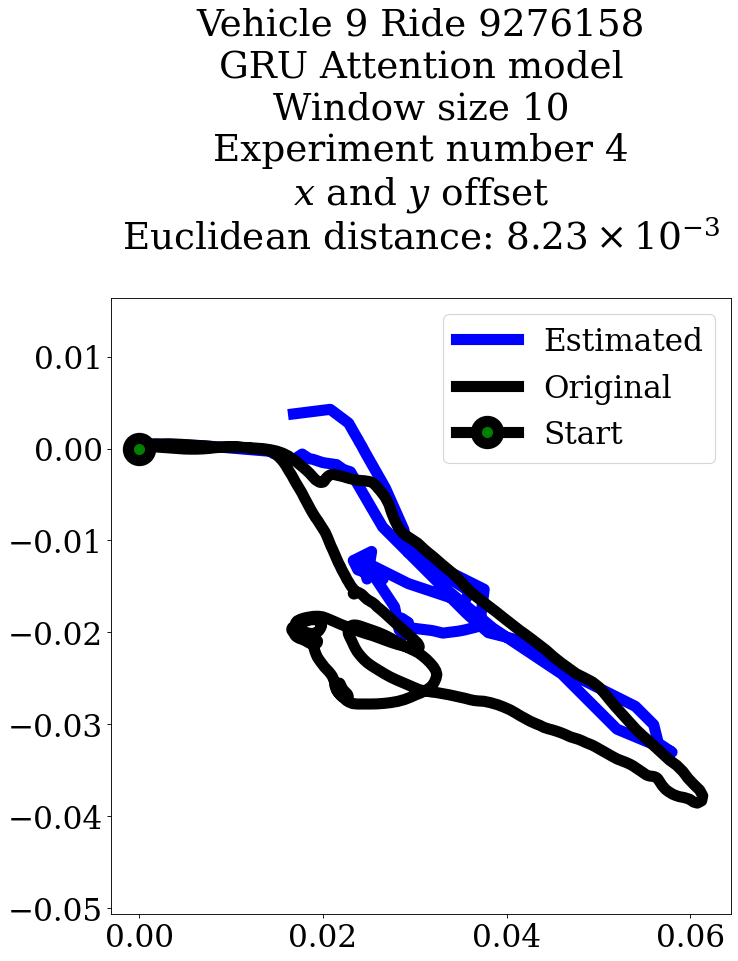 Vehicle 9 Ride 9276158
GRU Attention model
Window size 10
Experiment number 4
x and y offset
Euclidean distance: 8.23 × 10⁻³
Estimated
Original
Start
0.01
0.00
−0.01
−0.02
−0.03
−0.04
−0.05
0.00 0.02 0.04 0.06